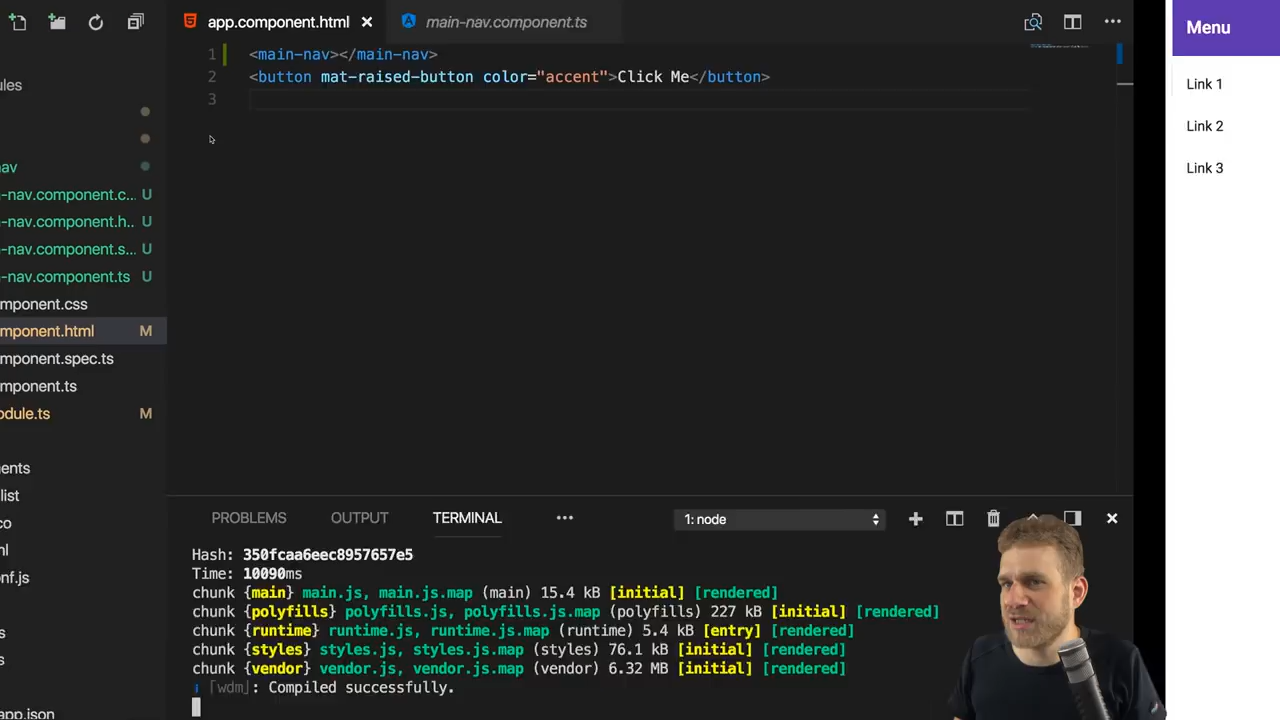 app.component.html
main-nav.component.ts
1 <main-nav></main-nav>
2 <button mat-raised-button color="accent">Click Me</button>
3
ules
av
-nav.component.c... U
-nav.component.h... U
-nav.component.s... U
-nav.component.ts U
mponent.css
mponent.html M
omponent.spec.ts
mponent.ts
odule.ts M
ents
list
co
ml
onf.js
s
s
app.json
PROBLEMS OUTPUT TERMINAL ••• 1: node
Hash: 350fcaa6eec8957657e5
Time: 10090ms
chunk {main} main.js, main.js.map (main) 15.4 kB [initial] [rendered]
chunk {polyfills} polyfills.js, polyfills.js.map (polyfills) 227 kB [initial] [rendered]
chunk {runtime} runtime.js, runtime.js.map (runtime) 5.4 kB [entry] [rendered]
chunk {styles} styles.js, styles.js.map (styles) 76.1 kB [initial] [rendered]
chunk {vendor} vendor.js, vendor.js.map (vendor) 6.32 MB [initial] [rendered]
i 「wdm」: Compiled successfully.
Menu
Link 1
Link 2
Link 3